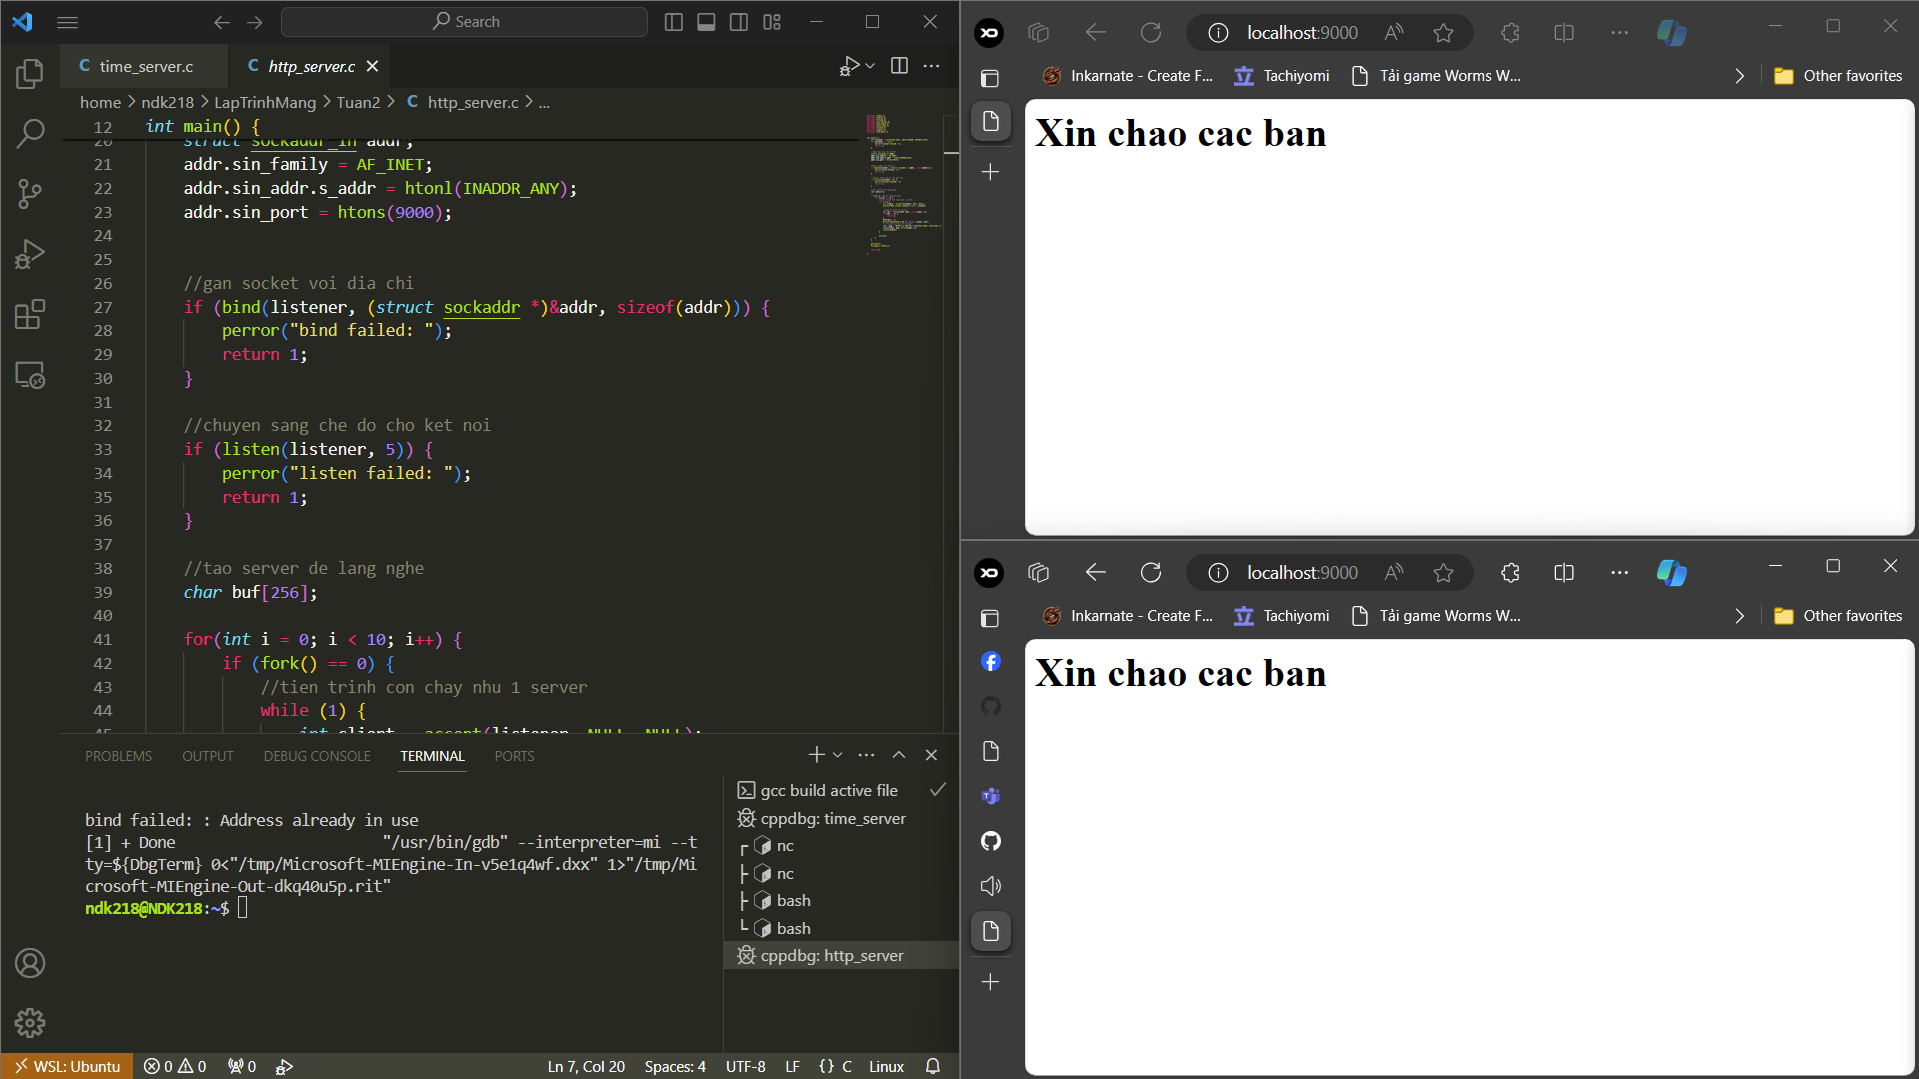 Search
time_server.c
http_server.c
home > ndk218 > LapTrinhMang > Tuan2 > C http_server.c > ...
12 int main() {
20 struct sockaddr_in addr;
21 addr.sin_family = AF_INET;
22 addr.sin_addr.s_addr = htonl(INADDR_ANY);
23 addr.sin_port = htons(9000);
24
25
26 //gan socket voi dia chi
27 if (bind(listener, (struct sockaddr *)&addr, sizeof(addr))) {
28 perror("bind failed: ");
29 return 1;
30 }
31
32 //chuyen sang che do cho ket noi
33 if (listen(listener, 5)) {
34 perror("listen failed: ");
35 return 1;
36 }
37
38 //tao server de lang nghe
39 char buf[256];
40
41 for(int i = 0; i < 10; i++) {
42 if (fork() == 0) {
43 //tien trinh con chay nhu 1 server
44 while (1) {
45 int client = accept(listener, NULL, NULL);
PROBLEMS OUTPUT DEBUG CONSOLE TERMINAL PORTS
bind failed: : Address already in use
[1] + Done "/usr/bin/gdb" --interpreter=mi --t
ty=${DbgTerm} 0<"/tmp/Microsoft-MIEngine-In-v5e1q4wf.dxx" 1>"/tmp/Mi
crosoft-MIEngine-Out-dkq40u5p.rit"
ndk218@NDK218:~$
gcc build active file
cppdbg: time_server
nc
nc
bash
bash
cppdbg: http_server
WSL: Ubuntu 0 0 0 Ln 7, Col 20 Spaces: 4 UTF-8 LF {} C Linux
localhost:9000
Inkarnate - Create F... Tachiyomi Tải game Worms W... Other favorites
Xin chao cac ban
localhost:9000
Inkarnate - Create F... Tachiyomi Tải game Worms W... Other favorites
Xin chao cac ban